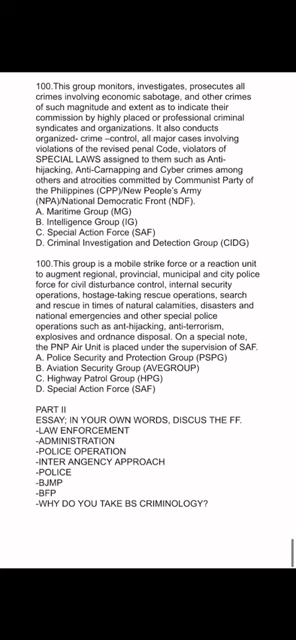 100.This group monitors, investigates, prosecutes all
crimes involving economic sabotage, and other crimes
of such magnitude and extent as to indicate their
commission by highly placed or professional criminal
syndicates and organizations. It also conducts
organized- crime –control, all major cases involving
violations of the revised penal Code, violators of
SPECIAL LAWS assigned to them such as Anti-
hijacking, Anti-Carnapping and Cyber crimes among
others and atrocities committed by Communist Party of
the Philippines (CPP)/New People's Army
(NPA)/National Democratic Front (NDF).
A. Maritime Group (MG)
B. Intelligence Group (IG)
C. Special Action Force (SAF)
D. Criminal Investigation and Detection Group (CIDG)
100.This group is a mobile strike force or a reaction unit
to augment regional, provincial, municipal and city police
force for civil disturbance control, internal security
operations, hostage-taking rescue operations, search
and rescue in times of natural calamities, disasters and
national emergencies and other special police
operations such as ant-hijacking, anti-terrorism,
explosives and ordnance disposal. On a special note,
the PNP Air Unit is placed under the supervision of SAF.
A. Police Security and Protection Group (PSPG)
B. Aviation Security Group (AVEGROUP)
C. Highway Patrol Group (HPG)
D. Special Action Force (SAF)
PART II
ESSAY; IN YOUR OWN WORDS, DISCUS THE FF.
-LAW ENFORCEMENT
-ADMINISTRATION
-POLICE OPERATION
-INTER ANGENCY APPROACH
-POLICE
-BJMP
-BFP
-WHY DO YOU TAKE BS CRIMINOLOGY?